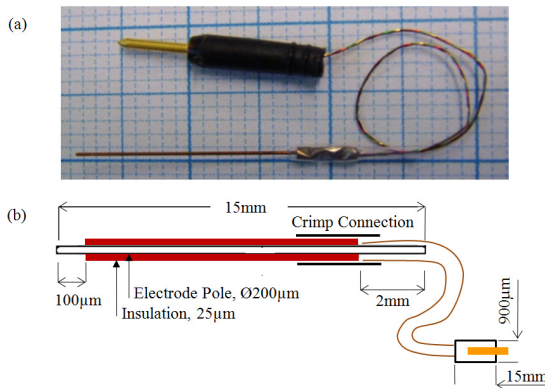 (a)
(b)
15mm
Crimp Connection
100µm
Electrode Pole, Ø200µm
Insulation, 25µm
2mm
900µm
15mm